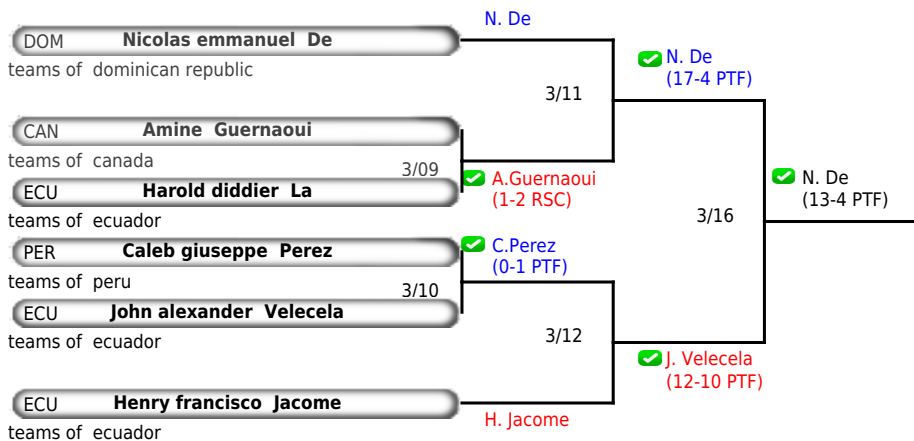 N. De
DOM Nicolas emmanuel De
teams of dominican republic
N. De
(17-4 PTF)
3/11
CAN Amine Guernaoui
teams of canada
3/09
A.Guernaoui
(1-2 RSC)
ECU Harold diddier La
teams of ecuador
N. De
(13-4 PTF)
3/16
PER Caleb giuseppe Perez
teams of peru
C.Perez
(0-1 PTF)
3/10
ECU John alexander Velecela
teams of ecuador
3/12
J. Velecela
(12-10 PTF)
ECU Henry francisco Jacome
teams of ecuador
H. Jacome